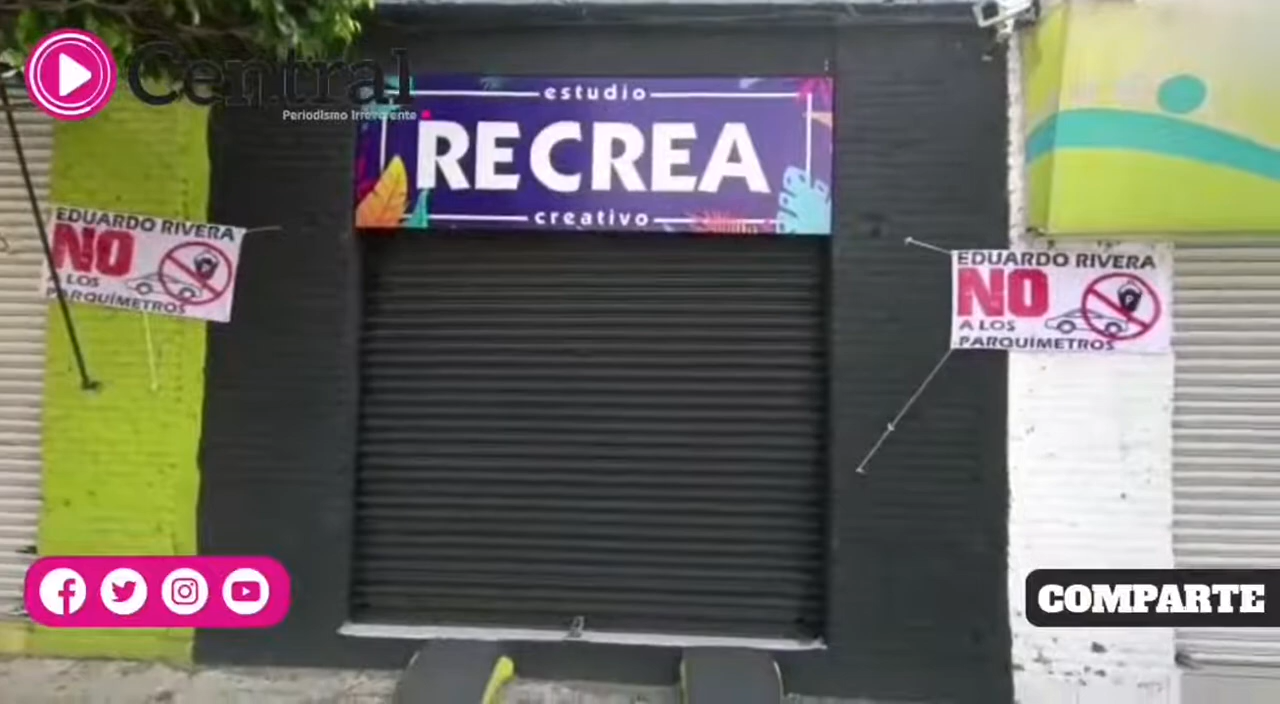 Central
Periodismo Irreverente
estudio
RECREA
creativo
EDUARDO RIVERA
NO
A LOS
PARQUÍMETROS
EDUARDO RIVERA
NO
A LOS
PARQUÍMETROS
COMPARTE